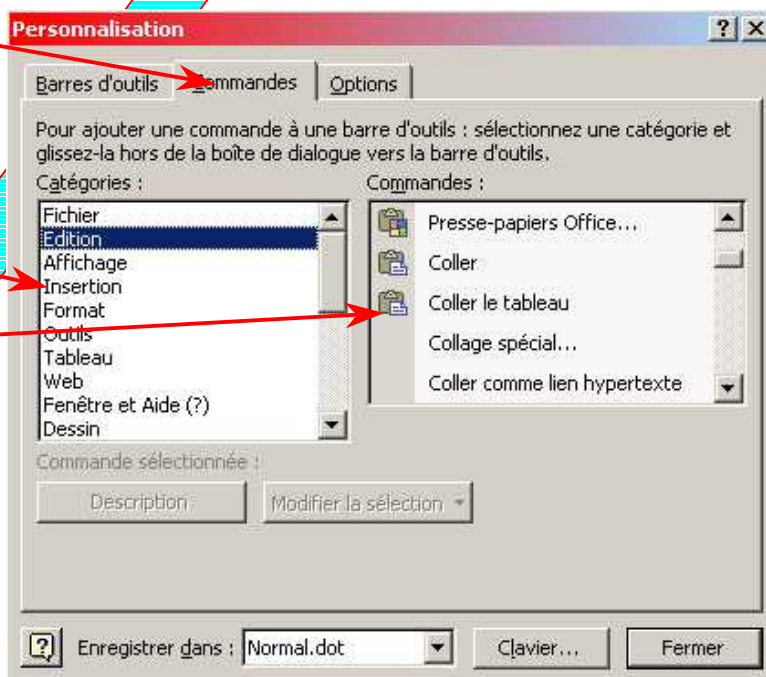 Personnalisation
Barres d'outils Commandes Options
Pour ajouter une commande à une barre d'outils : sélectionnez une catégorie et
glissez-la hors de la boîte de dialogue vers la barre d'outils.
Catégories :
Fichier
Edition
Affichage
Insertion
Format
Outils
Tableau
Web
Fenêtre et Aide (?)
Dessin
Commandes :
Presse-papiers Office...
Coller
Coller le tableau
Collage spécial...
Coller comme lien hypertexte
Commande sélectionnée :
Description Modifier la sélection
Enregistrer dans : Normal.dot Clavier... Fermer